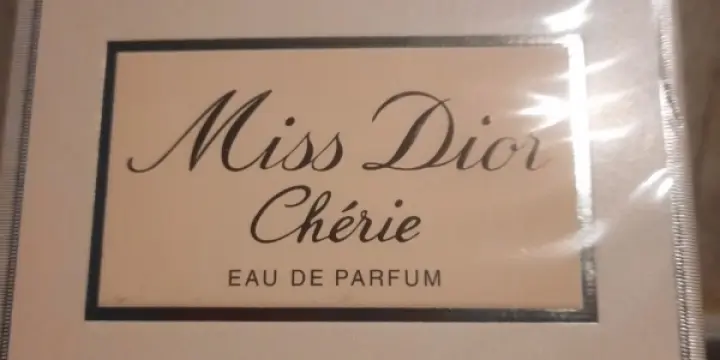 Miss Dior
Chérie
EAU DE PARFUM